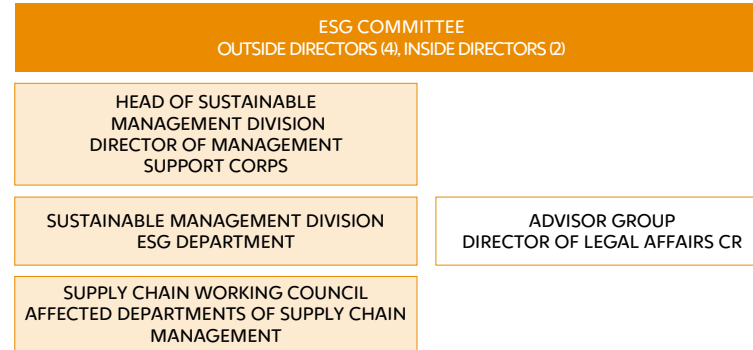 ESG COMMITTEE
OUTSIDE DIRECTORS (4), INSIDE DIRECTORS (2)
HEAD OF SUSTAINABLE
MANAGEMENT DIVISION
DIRECTOR OF MANAGEMENT
SUPPORT CORPS
SUSTAINABLE MANAGEMENT DIVISION
ESG DEPARTMENT
ADVISOR GROUP
DIRECTOR OF LEGAL AFFAIRS CR
SUPPLY CHAIN WORKING COUNCIL
AFFECTED DEPARTMENTS OF SUPPLY CHAIN
MANAGEMENT